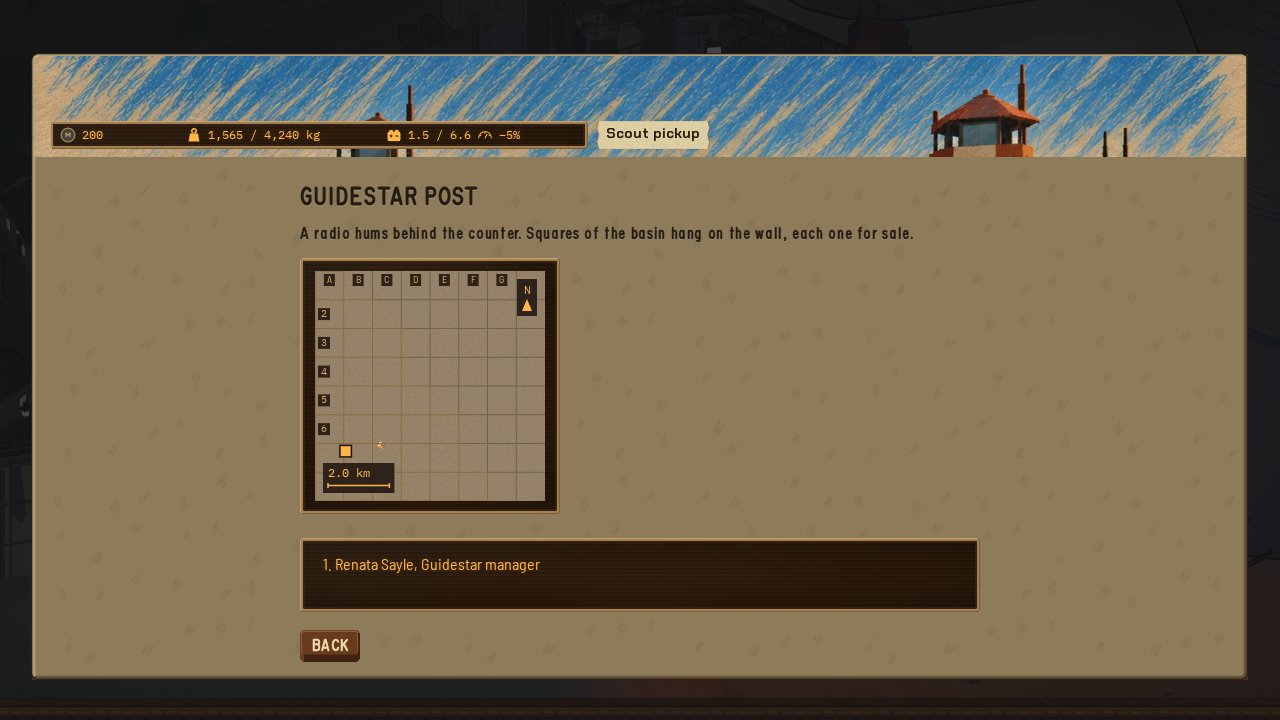 M 200 1,565 / 4,240 kg 1.5 / 6.6 −5% Scout pickup
GUIDESTAR POST
A radio hums behind the counter. Squares of the basin hang on the wall, each one for sale.
A B C D E F G
N
2
3
4
5
6
2.0 km
1. Renata Sayle, Guidestar manager
BACK